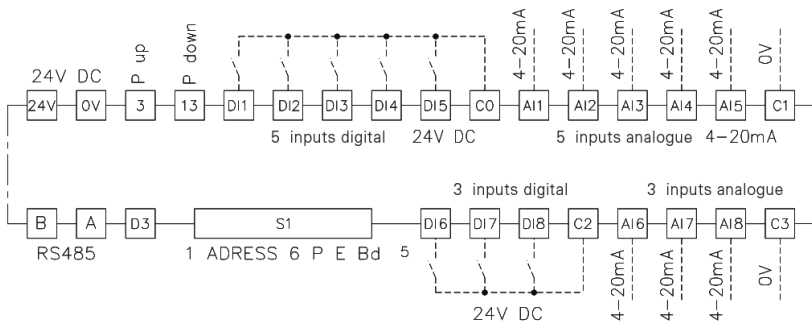 24V DC
P up
P down
4-20mA 4-20mA 4-20mA 4-20mA 4-20mA 0V
24V 0V 3 13 DI1 DI2 DI3 DI4 DI5 C0 AI1 AI2 AI3 AI4 AI5 C1
5 inputs digital 24V DC 5 inputs analogue 4-20mA
3 inputs digital 3 inputs analogue
B A D3 S1 DI6 DI7 DI8 C2 AI6 AI7 AI8 C3
RS485 1 ADRESS 6 P E Bd 5
4-20mA 4-20mA 4-20mA 0V
24V DC